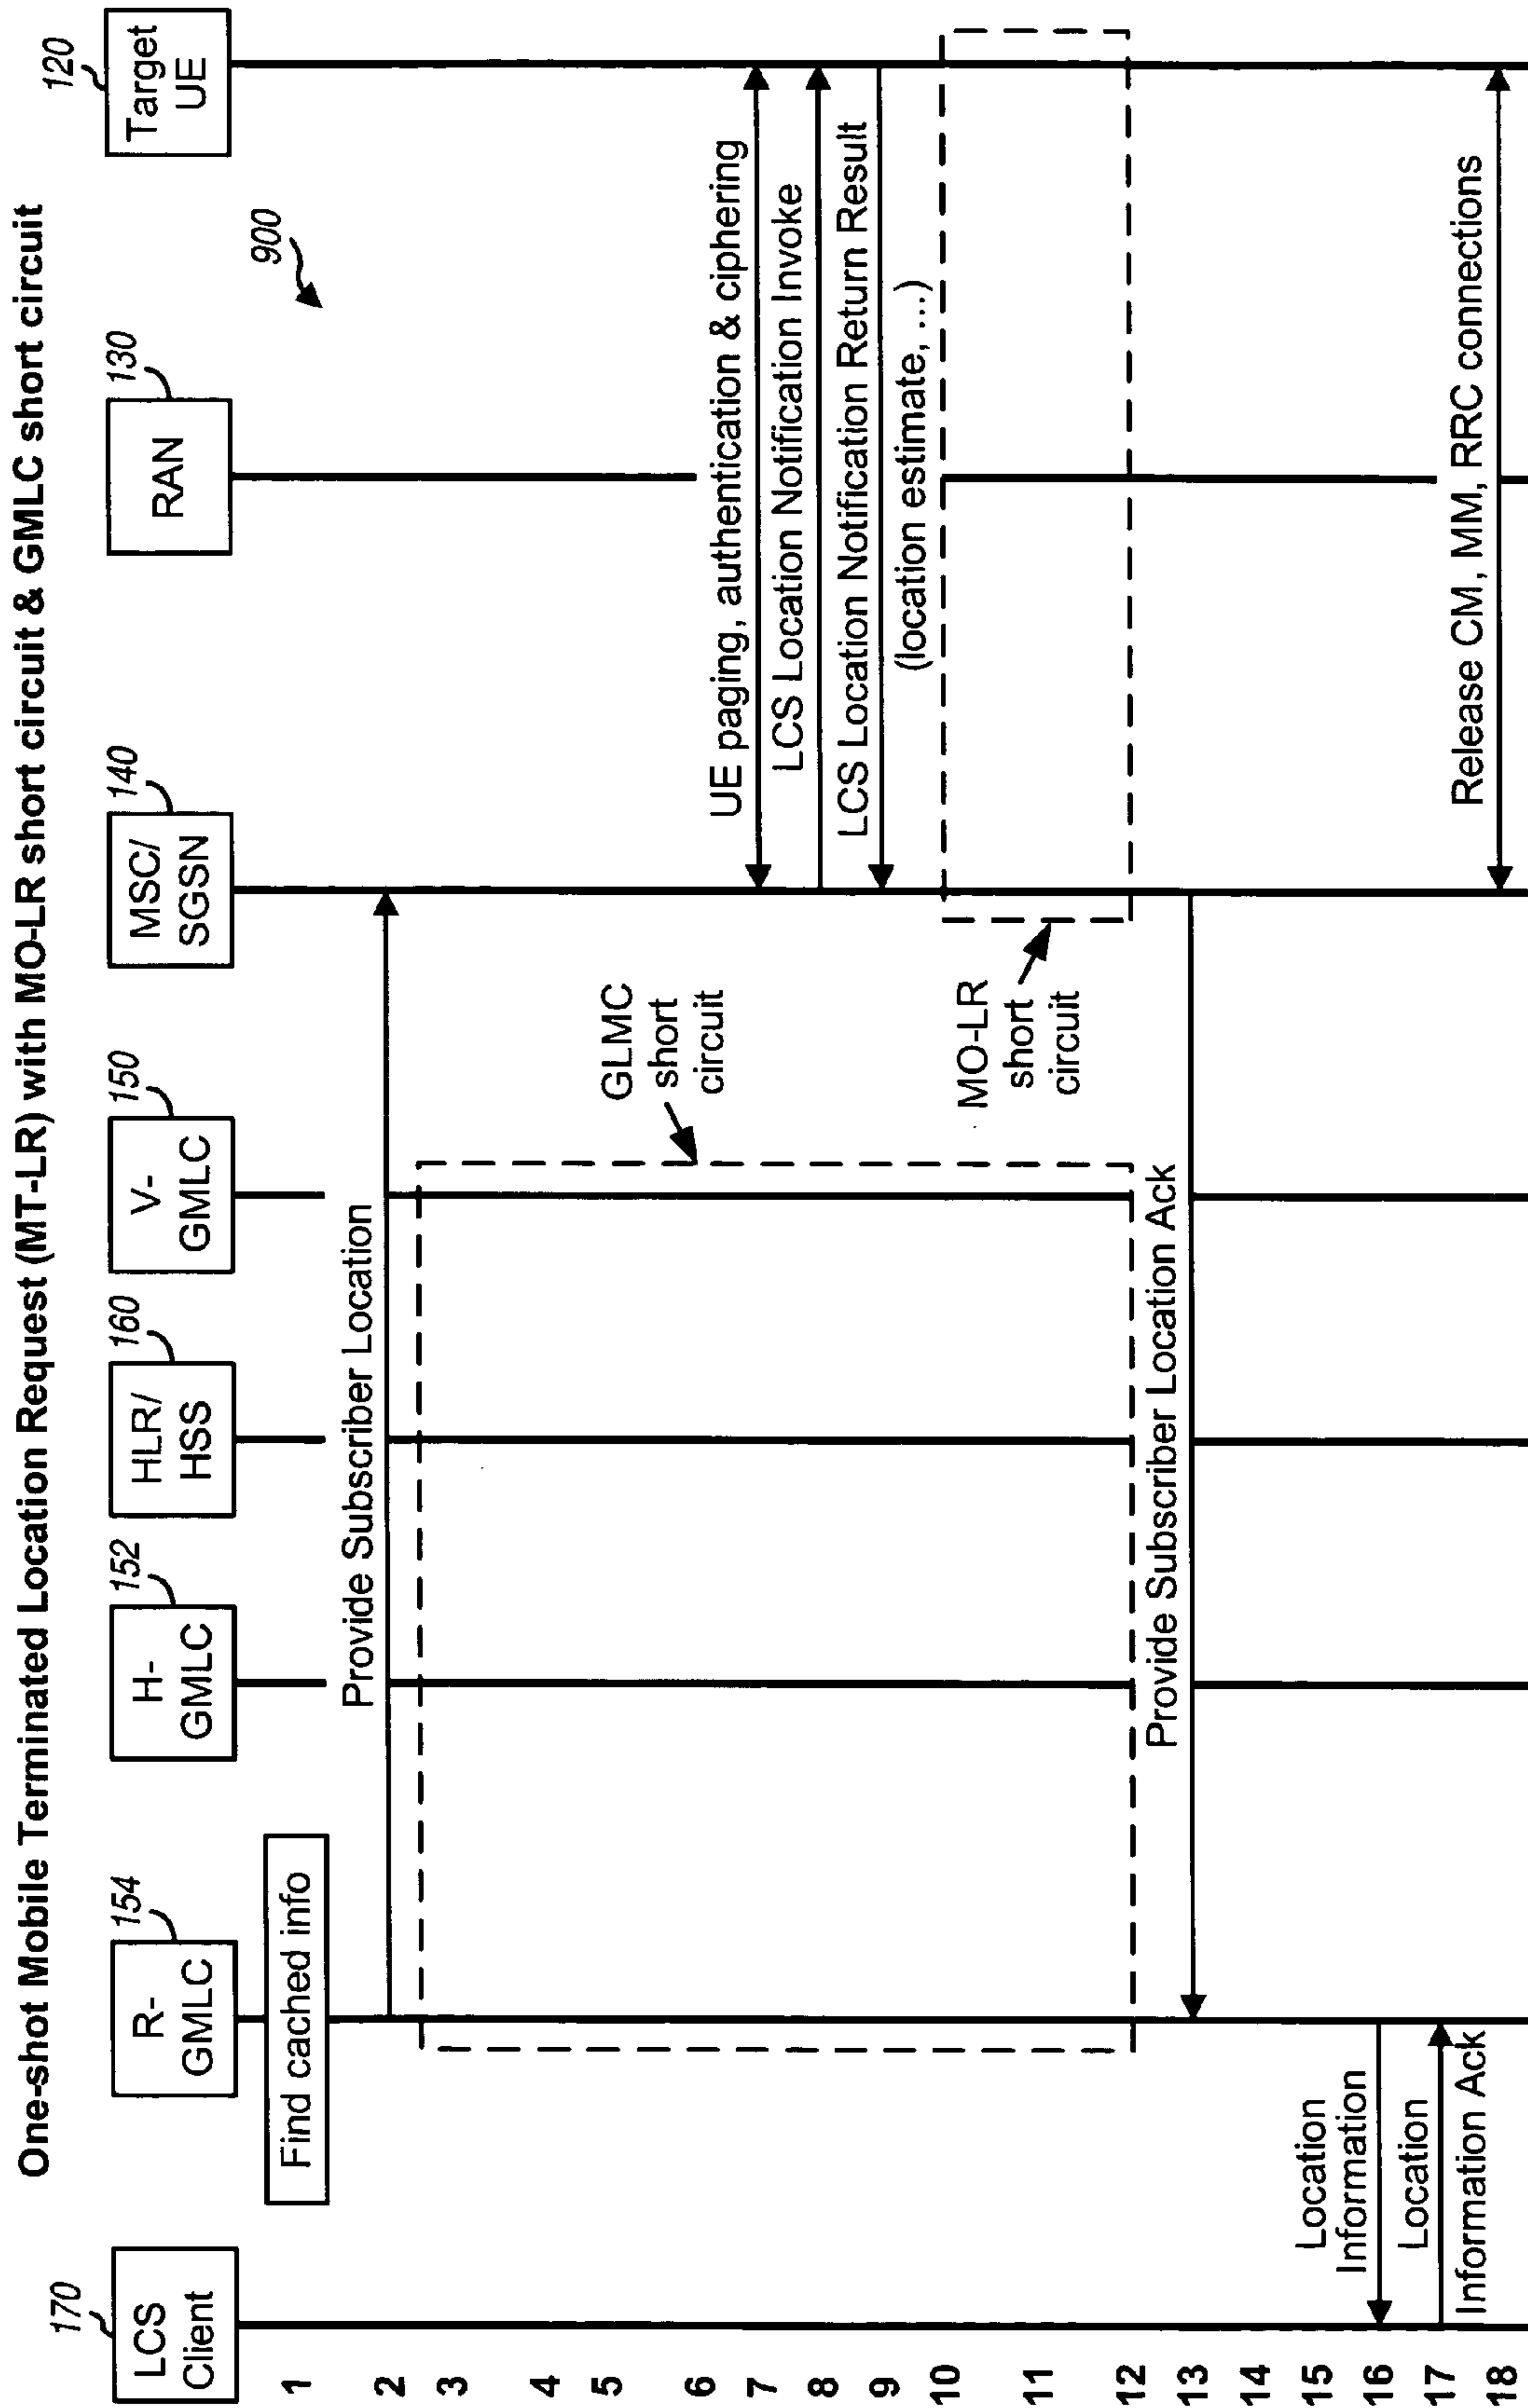 One-shot Mobile Terminated Location Request (MT-LR) with MO-LR short circuit & GMLC short circuit
170
154
152
160
150
140
130
120
LCS
Client
R-
GMLC
H-
GMLC
HLR/
HSS
V-
GMLC
MSC/
SGSN
RAN
Target
UE
900
1
Find cached info
2
Provide Subscriber Location
3
4
5
GLMC
short
circuit
6
7
UE paging, authentication & ciphering
8
LCS Location Notification Invoke
9
LCS Location Notification Return Result
(location estimate, ...)
10
MO-LR
short
circuit
11
12
13
Provide Subscriber Location Ack
14
15
16
Location
Information
17
Location
Information Ack
18
Release CM, MM, RRC connections